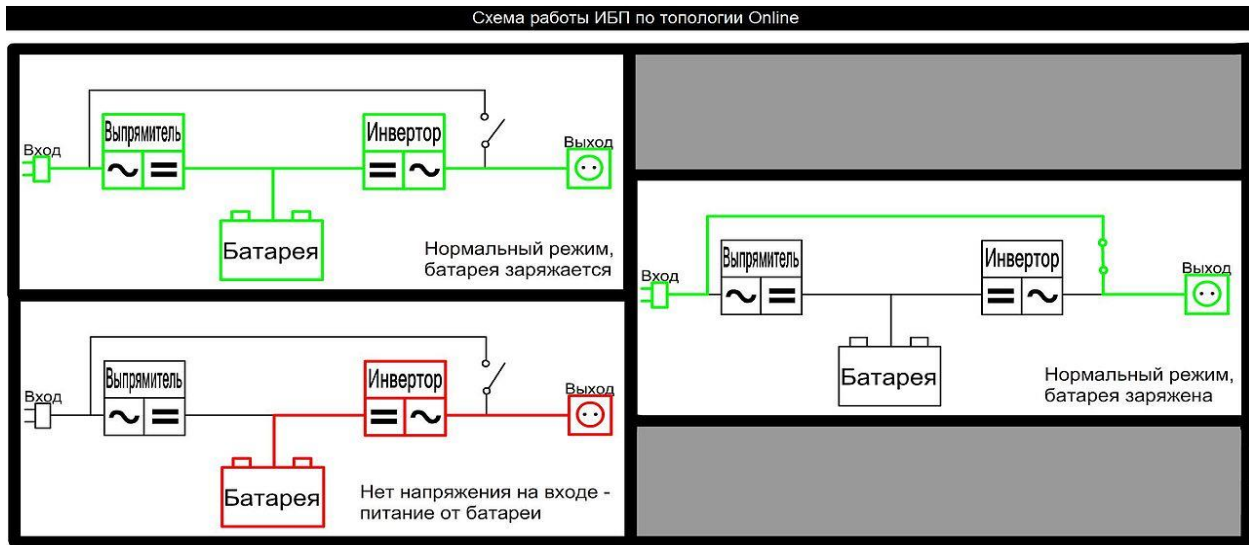 Схема работы ИБП по топологии Online
Вход
Выпрямитель
Инвертор
Выход
Батарея
Нормальный режим,
батарея заряжается
Вход
Выпрямитель
Инвертор
Выход
Батарея
Нет напряжения на входе -
питание от батареи
Вход
Выпрямитель
Инвертор
Выход
Батарея
Нормальный режим,
батарея заряжена